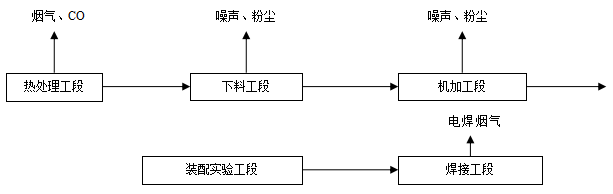 烟气、CO
噪声、粉尘
噪声、粉尘
热处理工段
下料工段
机加工段
电焊烟气
装配实验工段
焊接工段